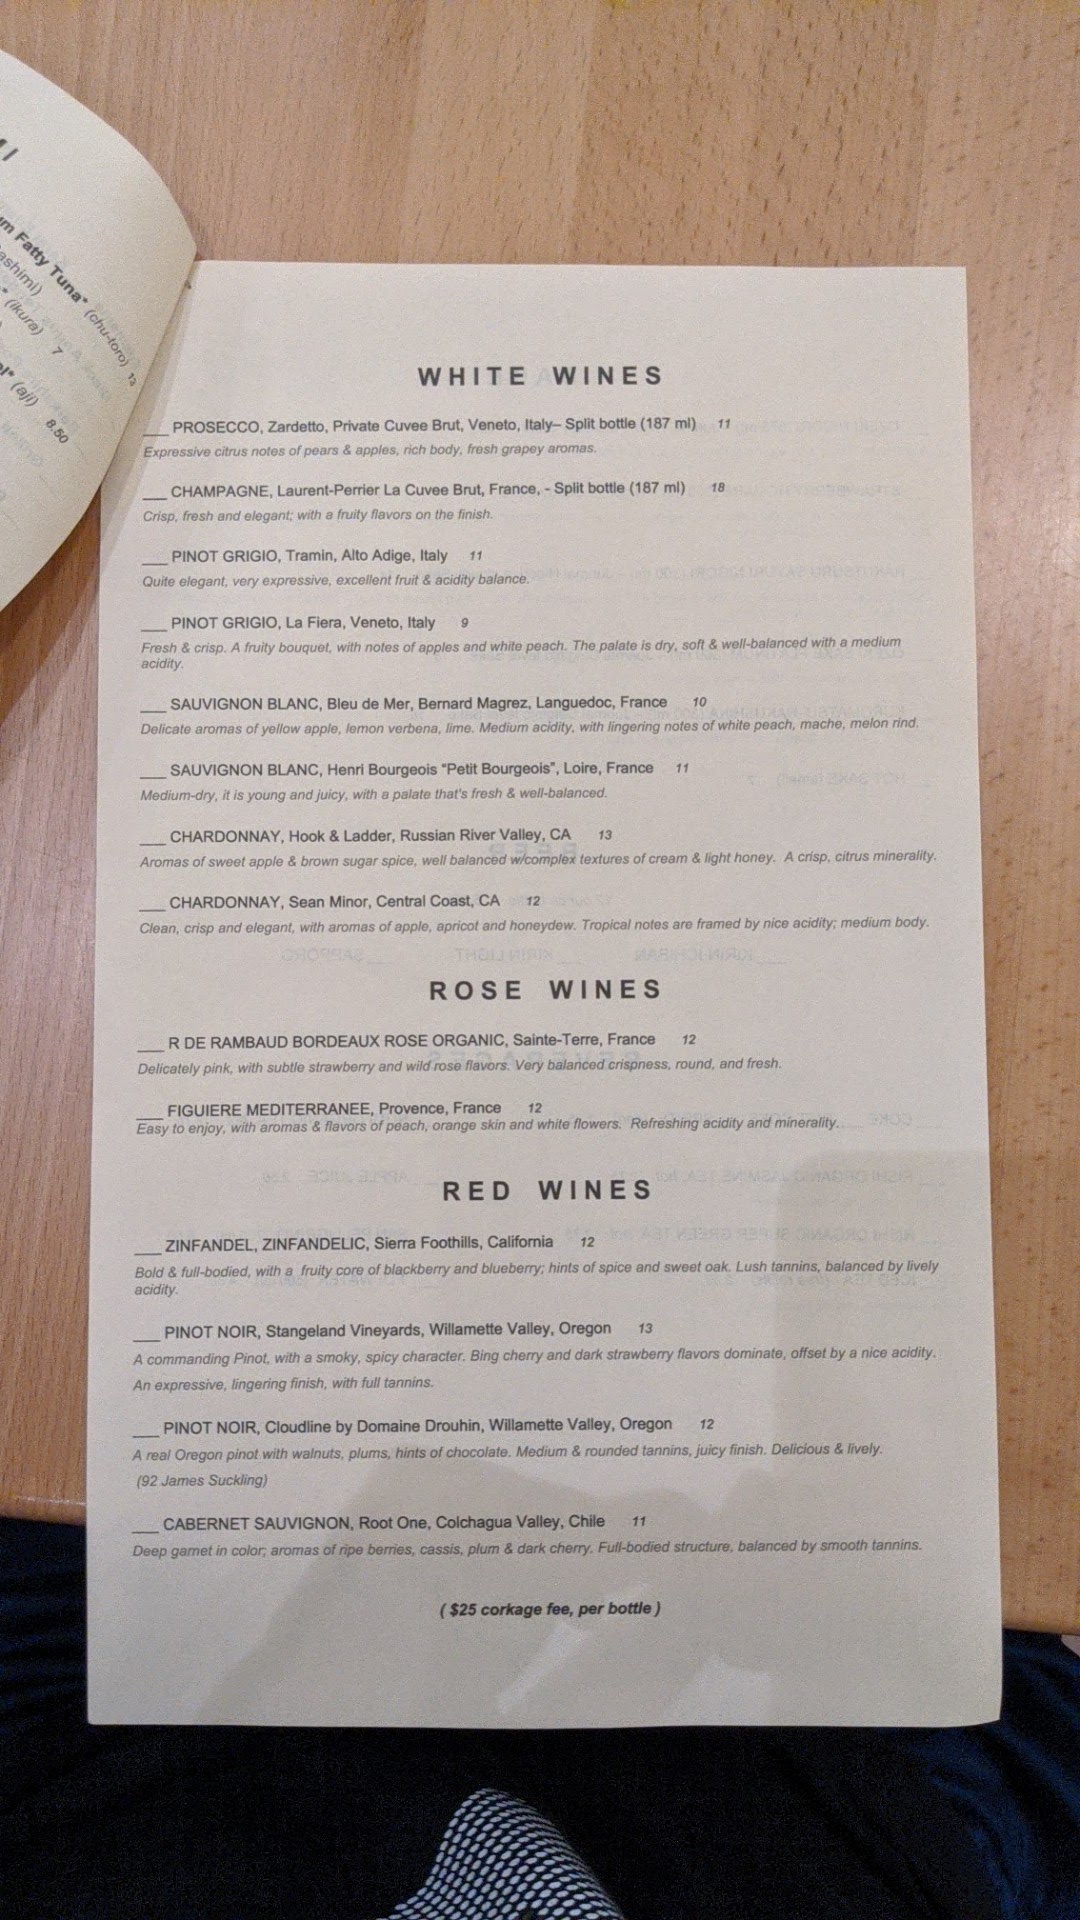 um Fatty Tuna* (chu-toro) 13
ashimi)
* (ikura) 7
l* (aji) 8.50
WHITE WINES
___ PROSECCO, Zardetto, Private Cuvee Brut, Veneto, Italy– Split bottle (187 ml) 11
Expressive citrus notes of pears & apples, rich body, fresh grapey aromas.
___ CHAMPAGNE, Laurent-Perrier La Cuvee Brut, France, - Split bottle (187 ml) 18
Crisp, fresh and elegant; with a fruity flavors on the finish.
___ PINOT GRIGIO, Tramin, Alto Adige, Italy 11
Quite elegant, very expressive, excellent fruit & acidity balance.
___ PINOT GRIGIO, La Fiera, Veneto, Italy 9
Fresh & crisp. A fruity bouquet, with notes of apples and white peach. The palate is dry, soft & well-balanced with a medium
acidity.
___ SAUVIGNON BLANC, Bleu de Mer, Bernard Magrez, Languedoc, France 10
Delicate aromas of yellow apple, lemon verbena, lime. Medium acidity, with lingering notes of white peach, mache, melon rind.
___ SAUVIGNON BLANC, Henri Bourgeois "Petit Bourgeois", Loire, France 11
Medium-dry, it is young and juicy, with a palate that's fresh & well-balanced.
___ CHARDONNAY, Hook & Ladder, Russian River Valley, CA 13
Aromas of sweet apple & brown sugar spice, well balanced w/complex textures of cream & light honey. A crisp, citrus minerality.
___ CHARDONNAY, Sean Minor, Central Coast, CA 12
Clean, crisp and elegant, with aromas of apple, apricot and honeydew. Tropical notes are framed by nice acidity; medium body.
ROSE WINES
___ R DE RAMBAUD BORDEAUX ROSE ORGANIC, Sainte-Terre, France 12
Delicately pink, with subtle strawberry and wild rose flavors. Very balanced crispness, round, and fresh.
___ FIGUIERE MEDITERRANEE, Provence, France 12
Easy to enjoy, with aromas & flavors of peach, orange skin and white flowers. Refreshing acidity and minerality.
RED WINES
___ ZINFANDEL, ZINFANDELIC, Sierra Foothills, California 12
Bold & full-bodied, with a fruity core of blackberry and blueberry; hints of spice and sweet oak. Lush tannins, balanced by lively
acidity.
___ PINOT NOIR, Stangeland Vineyards, Willamette Valley, Oregon 13
A commanding Pinot, with a smoky, spicy character. Bing cherry and dark strawberry flavors dominate, offset by a nice acidity.
An expressive, lingering finish, with full tannins.
___ PINOT NOIR, Cloudline by Domaine Drouhin, Willamette Valley, Oregon 12
A real Oregon pinot with walnuts, plums, hints of chocolate. Medium & rounded tannins, juicy finish. Delicious & lively.
(92 James Suckling)
___ CABERNET SAUVIGNON, Root One, Colchagua Valley, Chile 11
Deep garnet in color; aromas of ripe berries, cassis, plum & dark cherry. Full-bodied structure, balanced by smooth tannins.
( $25 corkage fee, per bottle )